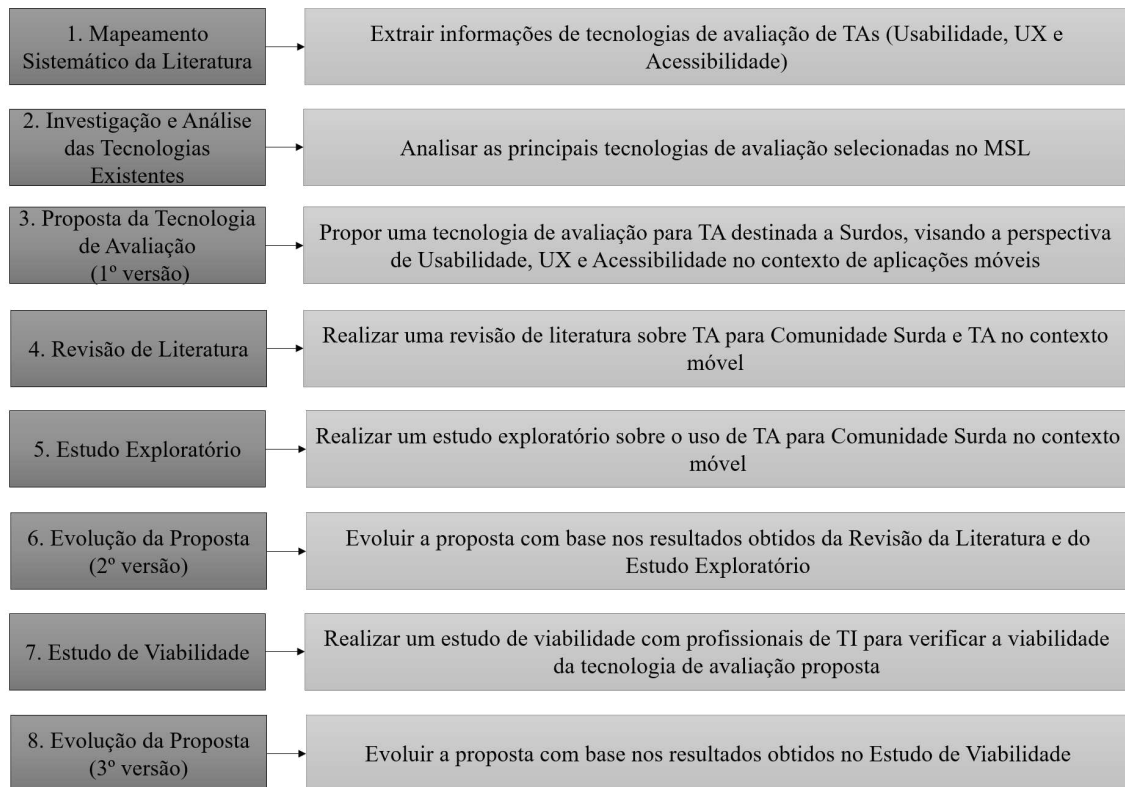 1. Mapeamento
Sistemático da Literatura
Extrair informações de tecnologias de avaliação de TAs (Usabilidade, UX e
Acessibilidade)
2. Investigação e Análise
das Tecnologias
Existentes
Analisar as principais tecnologias de avaliação selecionadas no MSL
3. Proposta da Tecnologia
de Avaliação
(1º versão)
Propor uma tecnologia de avaliação para TA destinada a Surdos, visando a perspectiva
de Usabilidade, UX e Acessibilidade no contexto de aplicações móveis
4. Revisão de Literatura
Realizar uma revisão de literatura sobre TA para Comunidade Surda e TA no contexto
móvel
5. Estudo Exploratório
Realizar um estudo exploratório sobre o uso de TA para Comunidade Surda no contexto
móvel
6. Evolução da Proposta
(2º versão)
Evoluir a proposta com base nos resultados obtidos da Revisão da Literatura e do
Estudo Exploratório
7. Estudo de Viabilidade
Realizar um estudo de viabilidade com profissionais de TI para verificar a viabilidade
da tecnologia de avaliação proposta
8. Evolução da Proposta
(3º versão)
Evoluir a proposta com base nos resultados obtidos no Estudo de Viabilidade